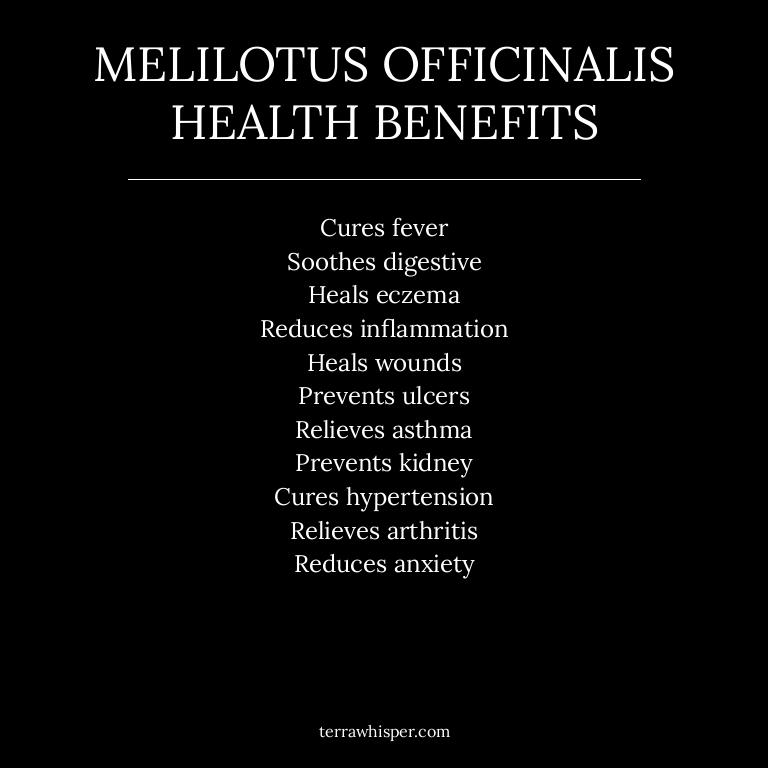 MELILOTUS OFFICINALIS
HEALTH BENEFITS
Cures fever
Soothes digestive
Heals eczema
Reduces inflammation
Heals wounds
Prevents ulcers
Relieves asthma
Prevents kidney
Cures hypertension
Relieves arthritis
Reduces anxiety
terrawhisper.com